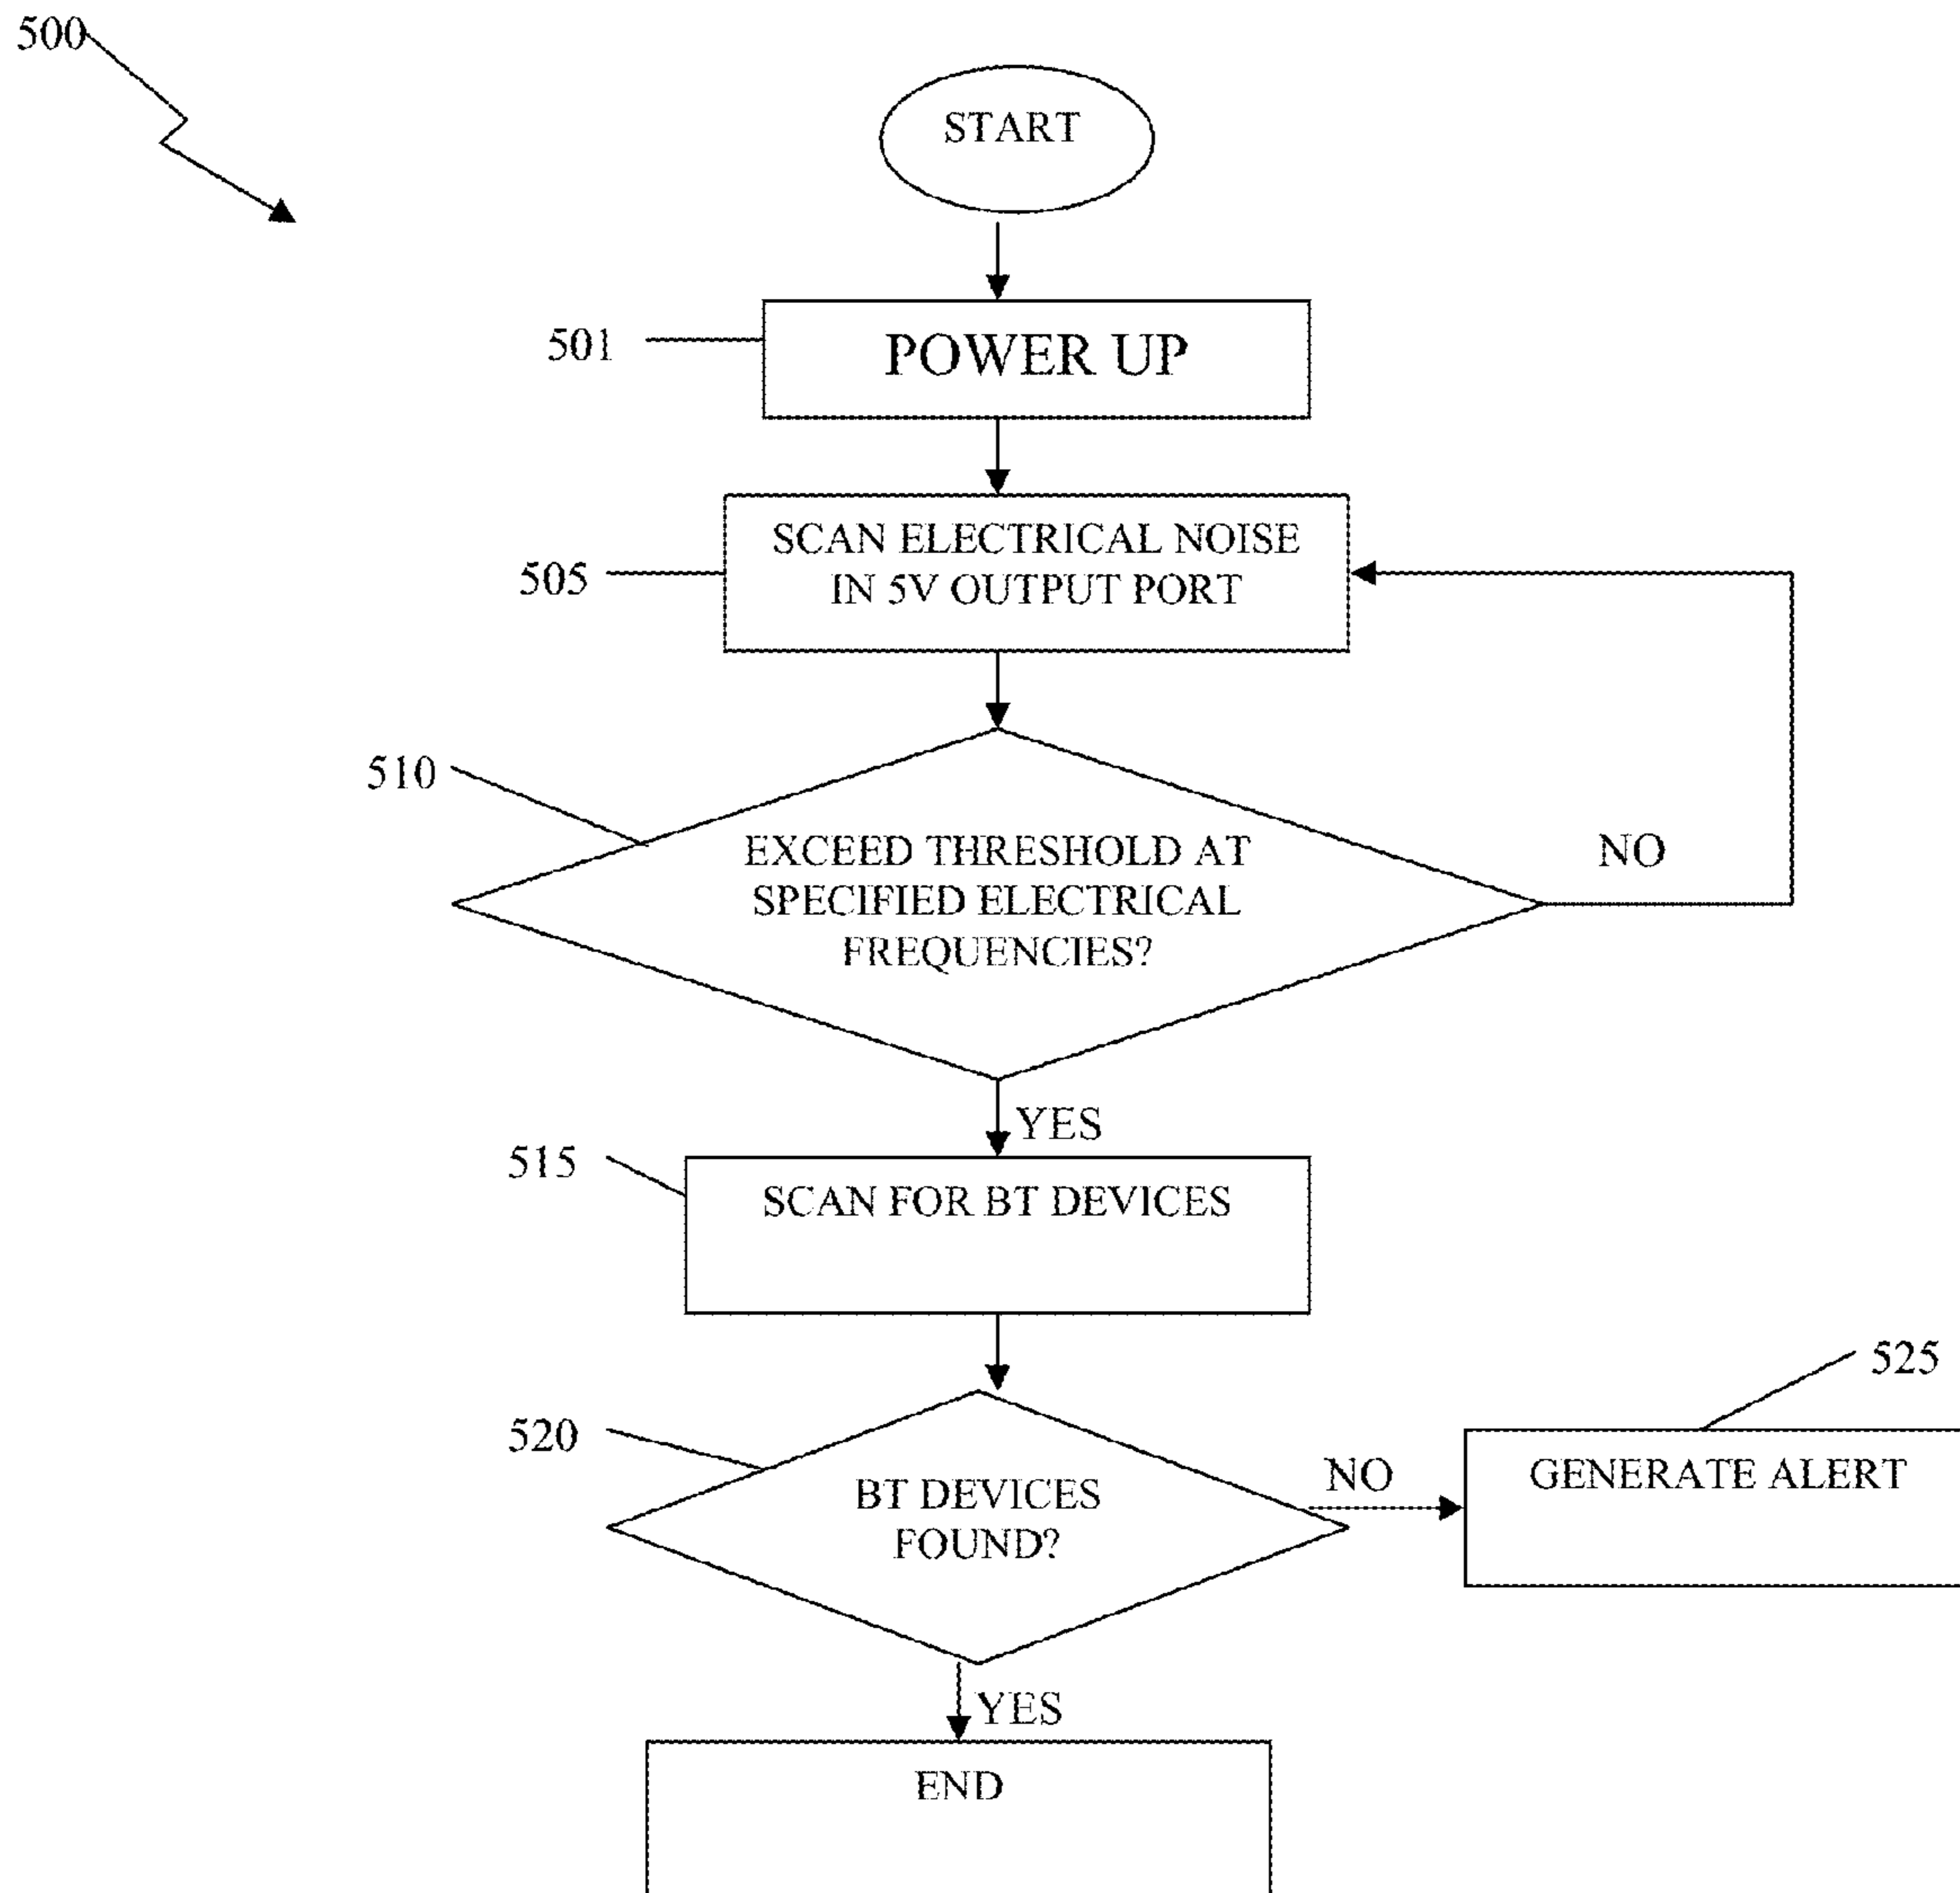 500
START
501
POWER UP
505
SCAN ELECTRICAL NOISE
IN 5V OUTPUT PORT
510
EXCEED THRESHOLD AT
SPECIFIED ELECTRICAL
FREQUENCIES?
NO
YES
515
SCAN FOR BT DEVICES
520
BT DEVICES
FOUND?
NO
525
GENERATE ALERT
YES
END